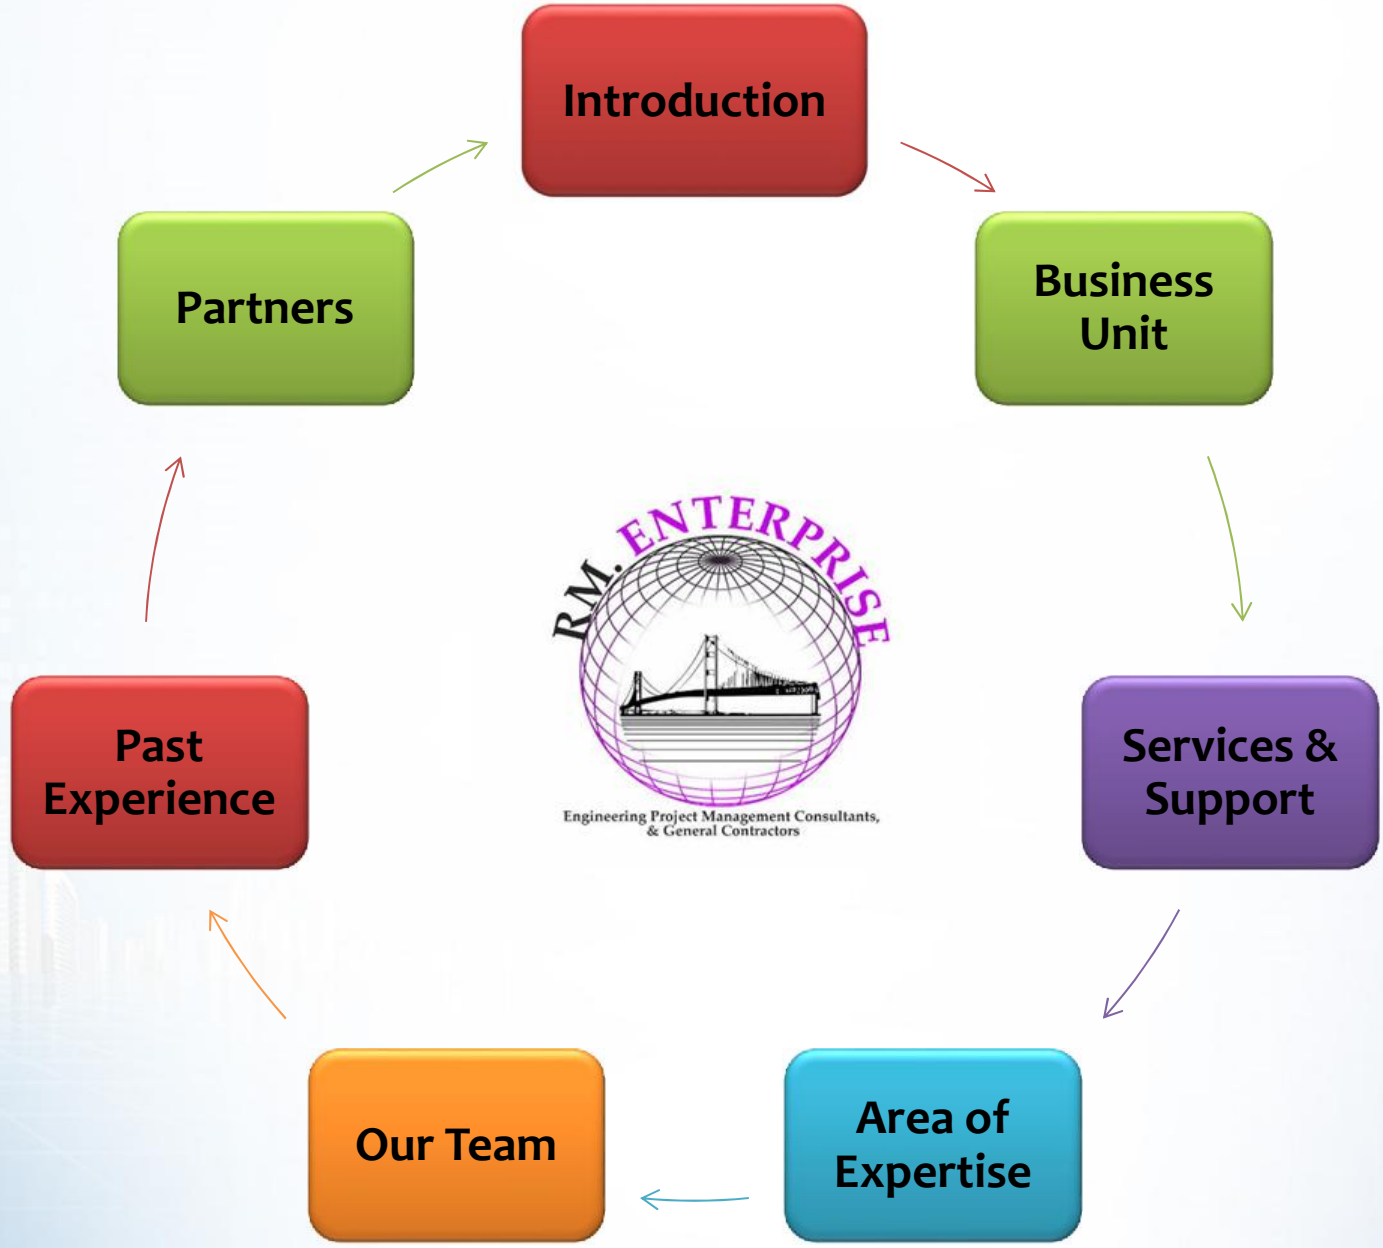 Introduction
Business
Unit
Services &
Support
Area of
Expertise
Our Team
Past
Experience
Partners
RM. ENTERPRISE
Engineering Project Management Consultants,
& General Contractors